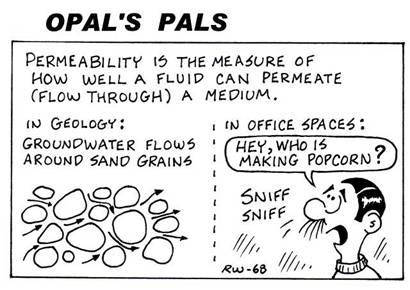 OPAL'S PALS
PERMEABILITY IS THE MEASURE OF
HOW WELL A FLUID CAN PERMEATE
(FLOW THROUGH) A MEDIUM.
IN GEOLOGY:
GROUNDWATER FLOWS
AROUND SAND GRAINS
IN OFFICE SPACES:
HEY, WHO IS
MAKING POPCORN?
SNIFF
SNIFF
RW-68